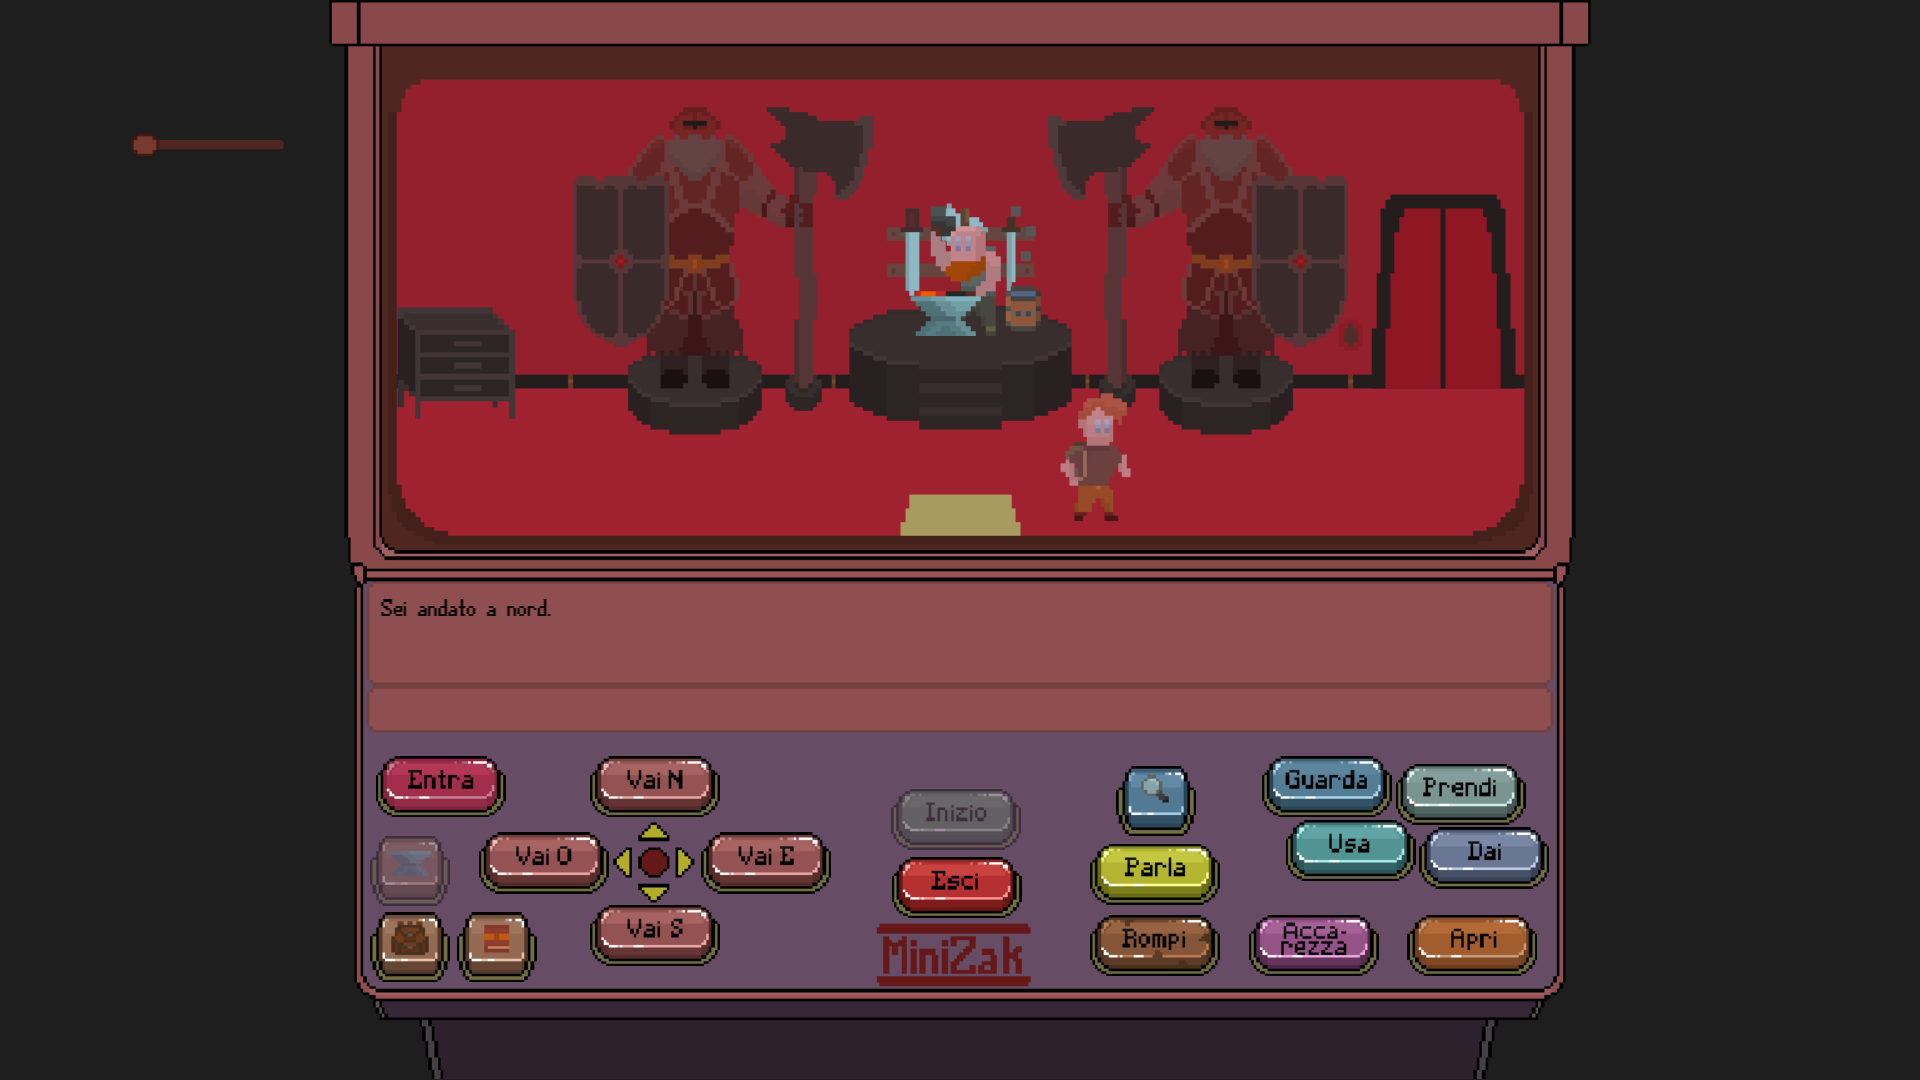 Sei andato a nord.
Entra
Vai N
Inizio
Guarda
Prendi
Vai O
Vai E
Usa
Dai
Esci
Parla
Vai S
Rompi
Acca-
rezza
Apri
MiniZak